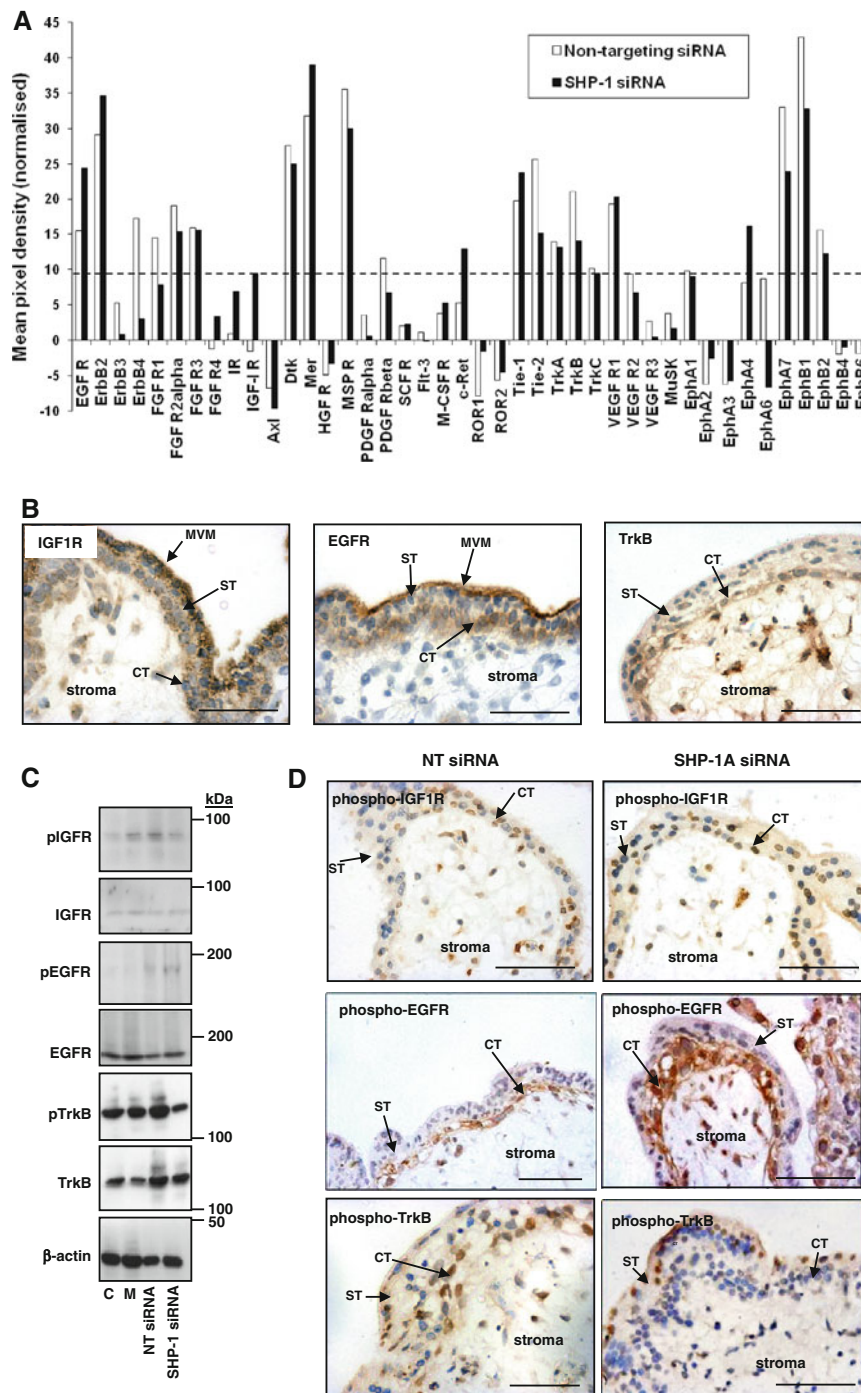 A
Mean pixel density (normalised)
45
40
35
30
25
20
15
10
5
0
-5
-10
Non-targeting siRNA
SHP-1 siRNA
EGF R
ErbB2
ErbB3
ErbB4
FGF R1
FGF R2alpha
FGF R3
FGF R4
IR
IGF-I R
Axl
Dtk
Mer
HGF R
MSP R
PDGF Ralpha
PDGF Rbeta
SCF R
Flt-3
M-CSF R
c-Ret
ROR1
ROR2
Tie-1
Tie-2
TrkA
TrkB
TrkC
VEGF R1
VEGF R2
VEGF R3
MuSK
EphA1
EphA2
EphA3
EphA4
EphA6
EphA7
EphB1
EphB2
EphB4
B
IGF1R
MVM
ST
CT
stroma
EGFR
ST
MVM
CT
stroma
TrkB
CT
ST
stroma
C
kDa
pIGFR
100
IGFR
100
pEGFR
200
EGFR
200
pTrkB
100
TrkB
100
β-actin
50
C
M
NT siRNA
SHP-1 siRNA
D
NT siRNA
SHP-1A siRNA
phospho-IGF1R
CT
ST
stroma
phospho-IGF1R
ST
CT
stroma
phospho-EGFR
CT
ST
stroma
phospho-EGFR
ST
CT
stroma
phospho-TrkB
CT
ST
stroma
phospho-TrkB
CT
ST
stroma